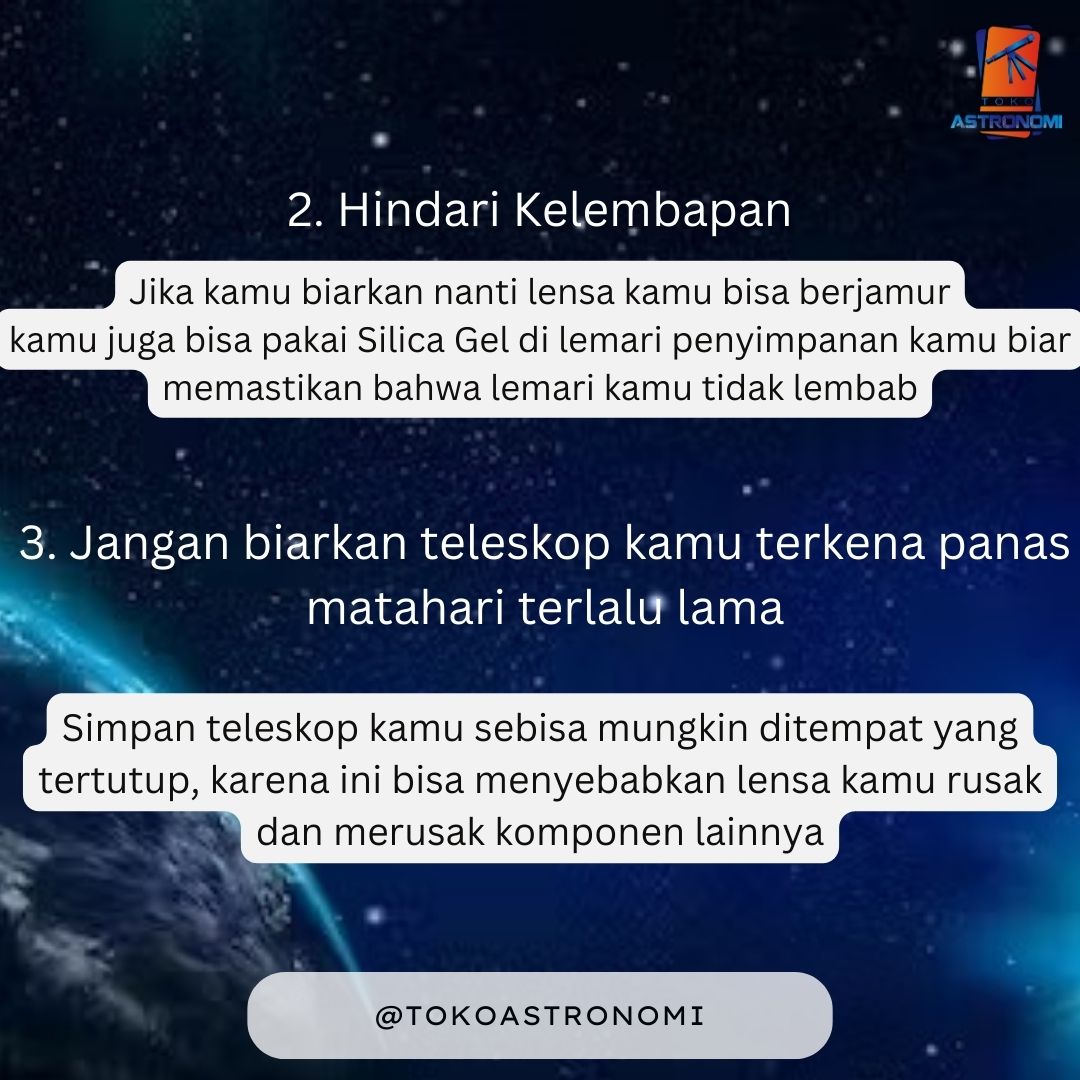 TOKO
ASTRONOMI
2. Hindari Kelembapan
Jika kamu biarkan nanti lensa kamu bisa berjamur
kamu juga bisa pakai Silica Gel di lemari penyimpanan kamu biar
memastikan bahwa lemari kamu tidak lembab
3. Jangan biarkan teleskop kamu terkena panas
matahari terlalu lama
Simpan teleskop kamu sebisa mungkin ditempat yang
tertutup, karena ini bisa menyebabkan lensa kamu rusak
dan merusak komponen lainnya
@TOKOASTRONOMI